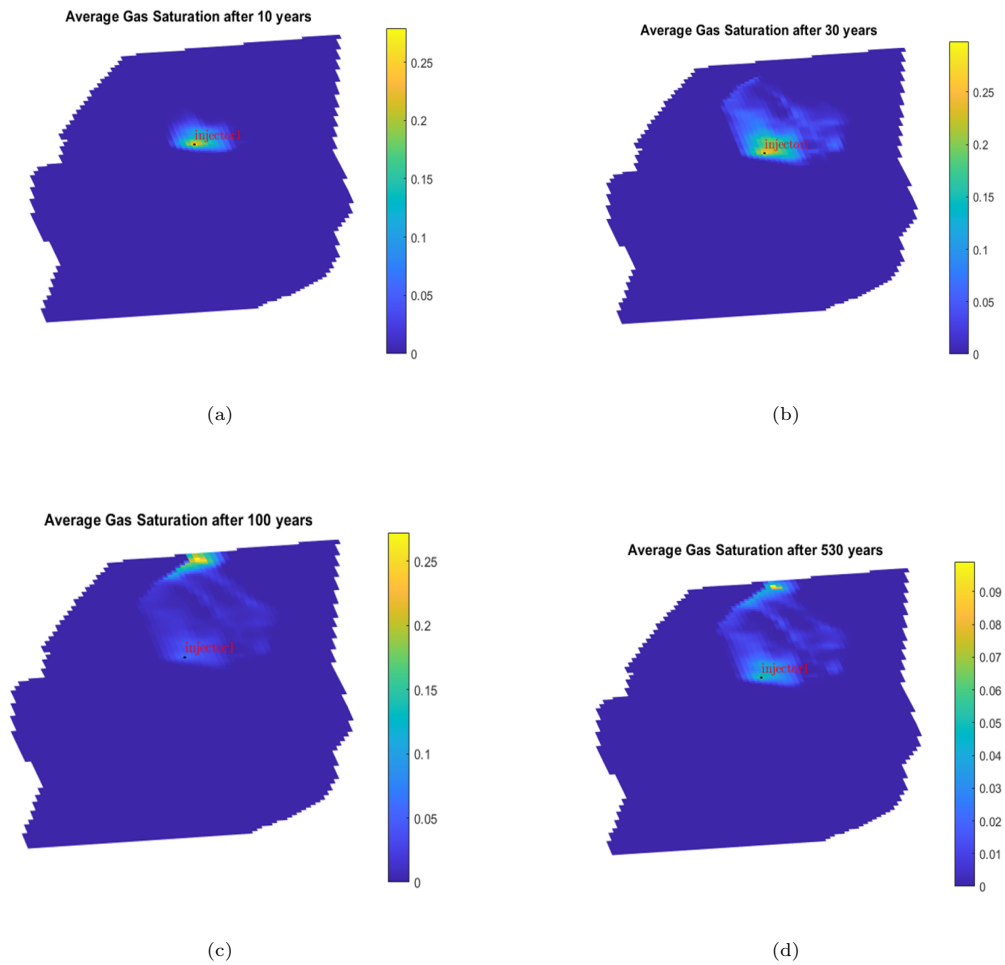 Average Gas Saturation after 10 years
injector1
0.25
0.2
0.15
0.1
0.05
0
(a)
Average Gas Saturation after 30 years
0.25
0.2
0.15
0.1
0.05
0
(b)
Average Gas Saturation after 100 years
injector1
0.25
0.2
0.15
0.1
0.05
0
(c)
Average Gas Saturation after 530 years
injector1
0.09
0.08
0.07
0.06
0.05
0.04
0.03
0.02
0.01
0
(d)